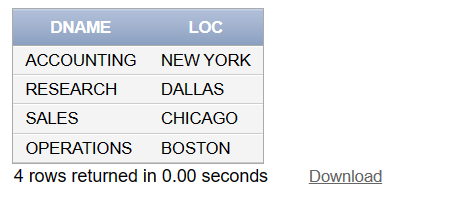 DNAME LOC
ACCOUNTING NEW YORK
RESEARCH DALLAS
SALES CHICAGO
OPERATIONS BOSTON
4 rows returned in 0.00 seconds Download